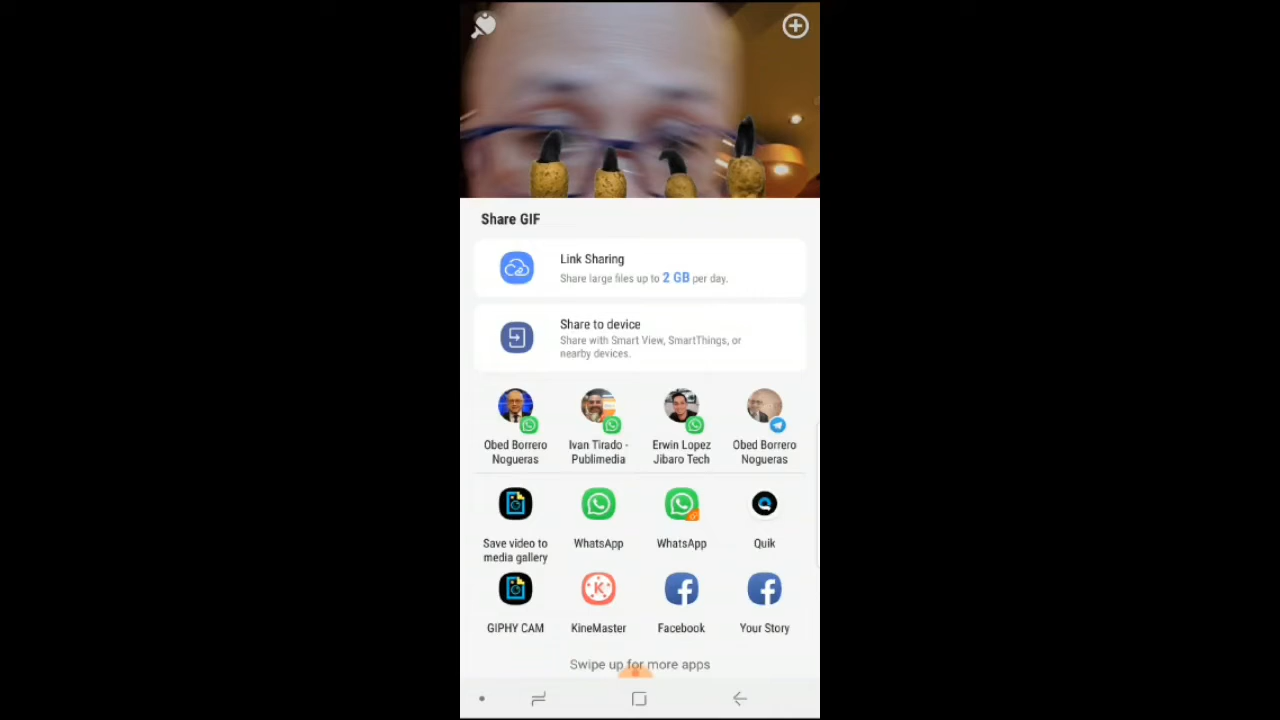 Share GIF
Link Sharing
Share large files up to 2 GB per day.
Share to device
Share with Smart View, SmartThings, or
nearby devices.
Obed Borrero
Nogueras
Ivan Tirado -
Publimedia
Erwin Lopez
Jibaro Tech
Obed Borrero
Nogueras
Save video to
media gallery
WhatsApp
WhatsApp
Quik
GIPHY CAM
KineMaster
Facebook
Your Story
Swipe up for more apps